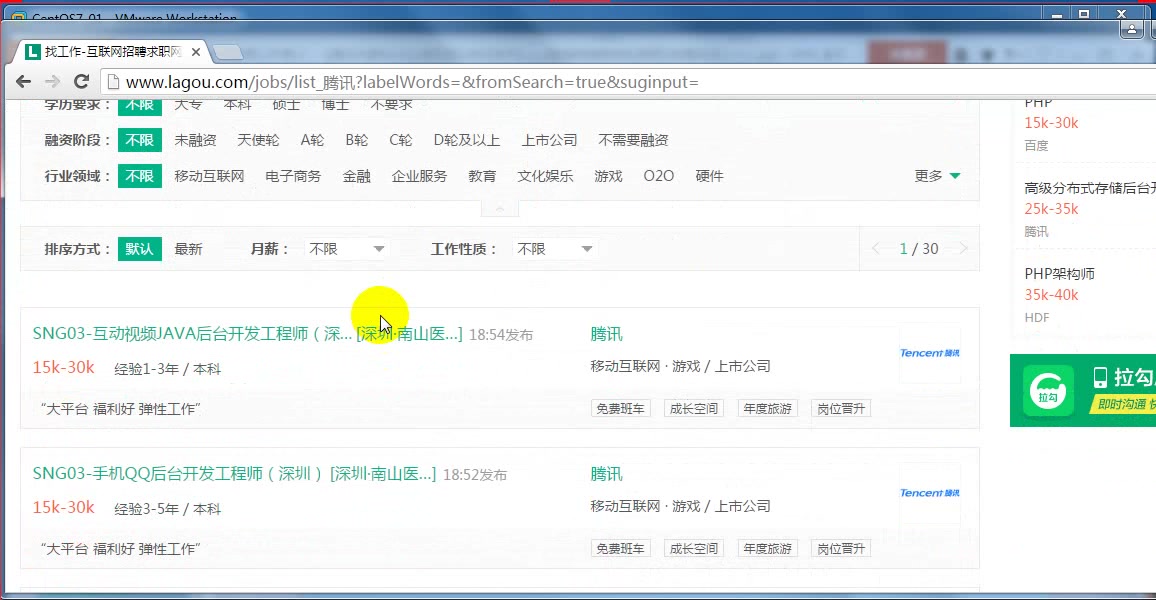 CentOS7_01 - VMware Workstation
找工作-互联网招聘求职网
www.lagou.com/jobs/list_腾讯?labelWords=&fromSearch=true&suginput=
学历要求： 不限 大专 本科 硕士 博士 不要求
融资阶段： 不限 未融资 天使轮 A轮 B轮 C轮 D轮及以上 上市公司 不需要融资
行业领域： 不限 移动互联网 电子商务 金融 企业服务 教育 文化娱乐 游戏 O2O 硬件 更多
排序方式： 默认 最新 月薪： 不限 工作性质： 不限 1 / 30
SNG03-互动视频JAVA后台开发工程师（深... [深圳·南山医...] 18:54发布
15k-30k 经验1-3年 / 本科
“大平台 福利好 弹性工作”
腾讯
移动互联网 · 游戏 / 上市公司
免费班车 成长空间 年度旅游 岗位晋升
Tencent 腾讯
SNG03-手机QQ后台开发工程师（深圳） [深圳·南山医...] 18:52发布
15k-30k 经验3-5年 / 本科
“大平台 福利好 弹性工作”
腾讯
移动互联网 · 游戏 / 上市公司
免费班车 成长空间 年度旅游 岗位晋升
Tencent 腾讯
PHP
15k-30k
百度
高级分布式存储后台开
25k-35k
腾讯
PHP架构师
35k-40k
HDF
拉勾
拉勾
即时沟通